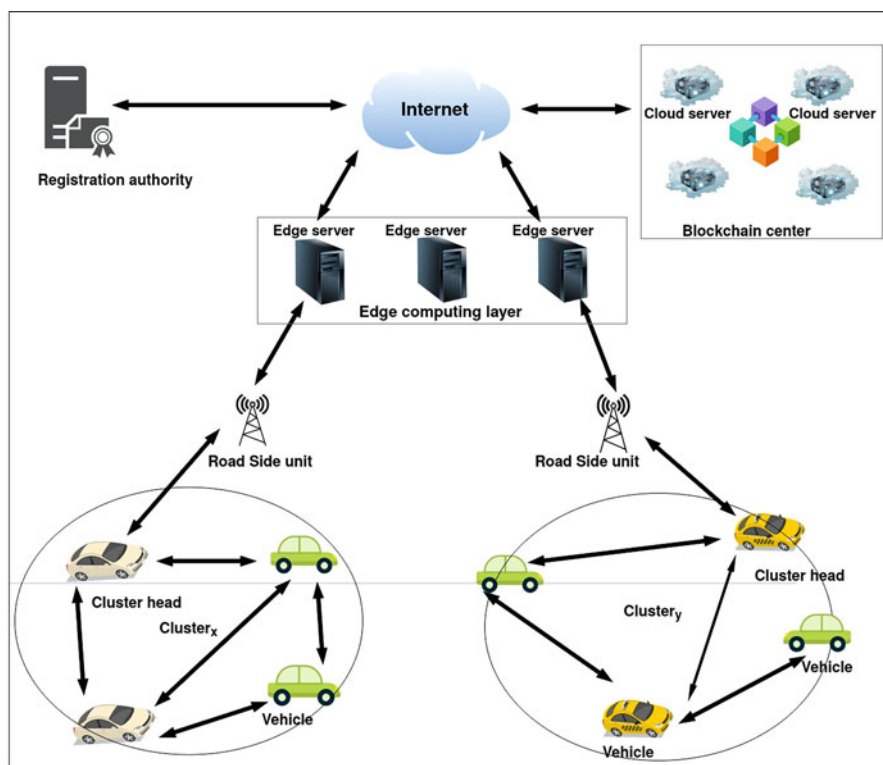 Internet
Cloud server
Cloud server
Registration authority
Blockchain center
Edge server
Edge server
Edge server
Edge computing layer
Road Side unit
Road Side unit
Cluster head
Cluster head
Clusterₓ
Cluster_y
Vehicle
Vehicle
Vehicle